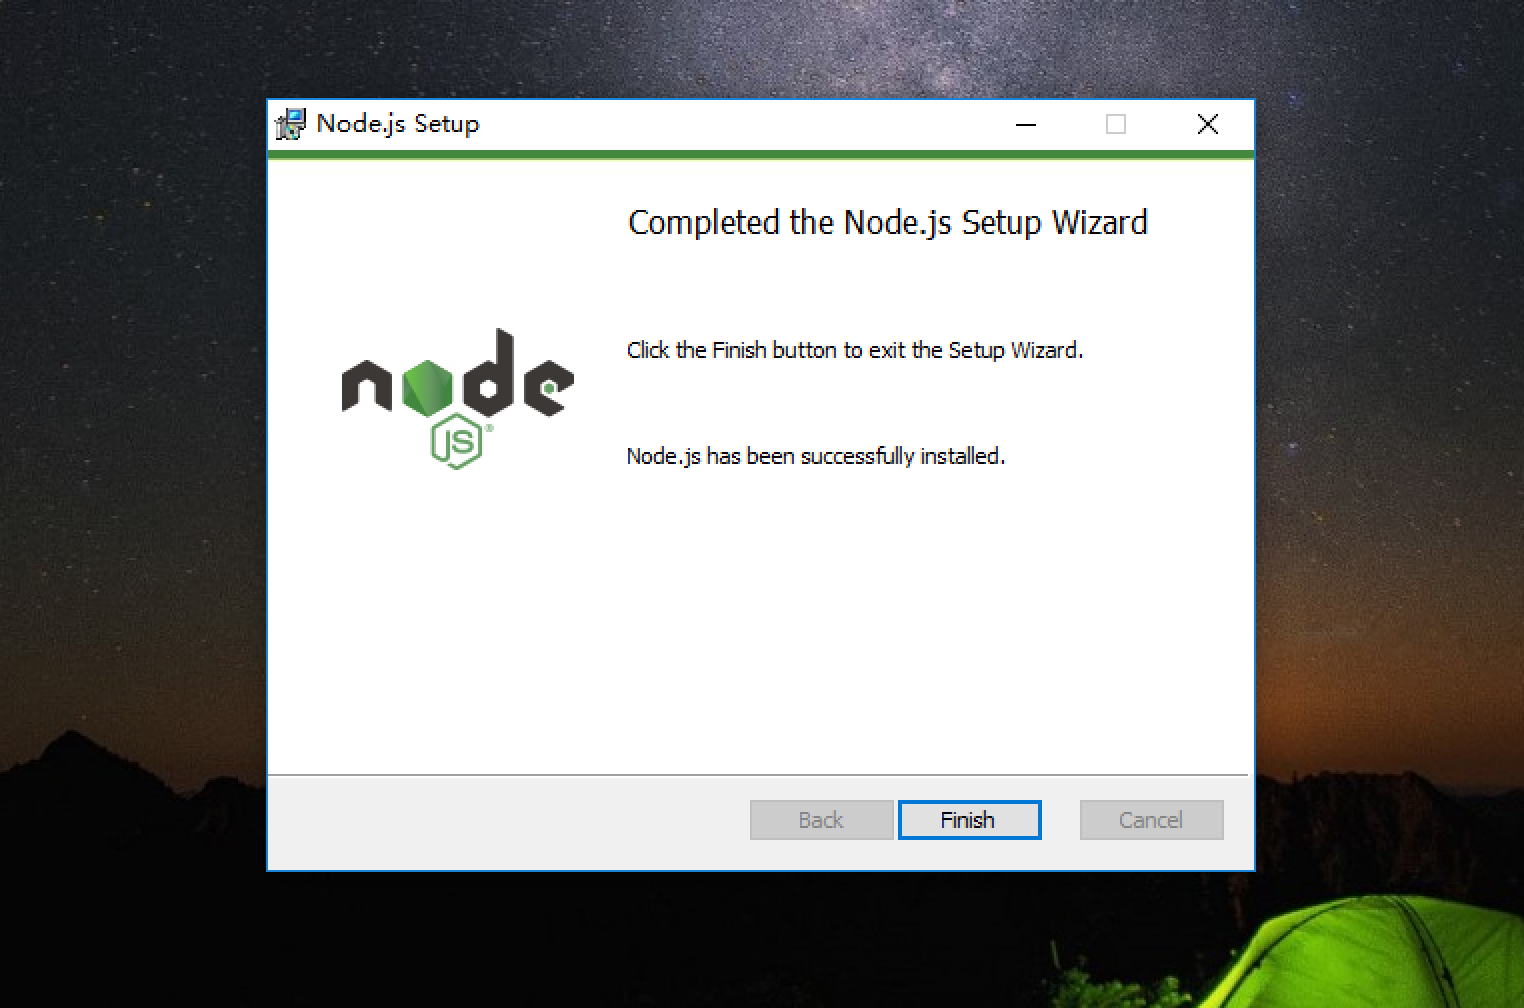 Node.js Setup
Completed the Node.js Setup Wizard
Click the Finish button to exit the Setup Wizard.
node
JS®
Node.js has been successfully installed.
Back
Finish
Cancel